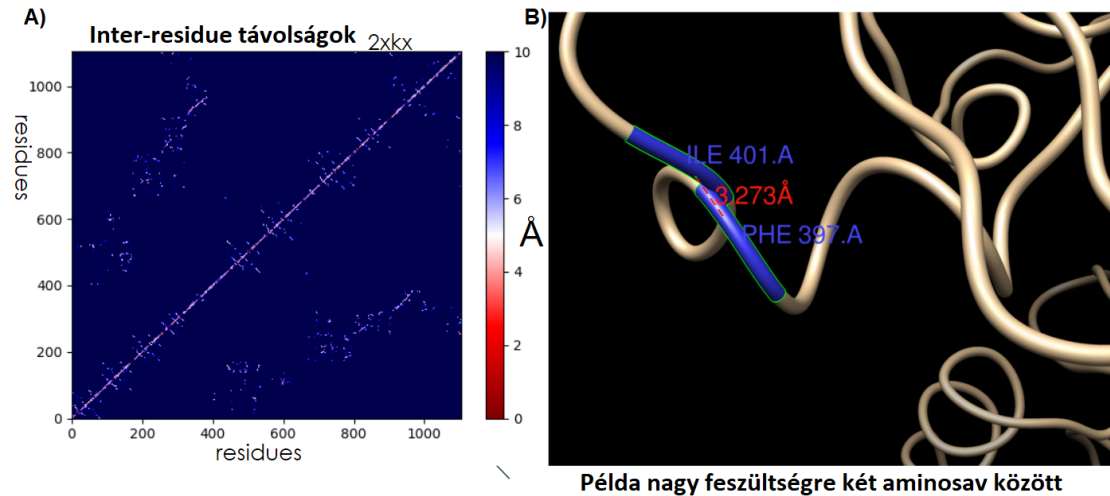 A)
Inter-residue távolságok 2xkx
residues
1000
800
600
400
200
0
0 200 400 600 800 1000
residues
10
8
6
4
2
0
Å
B)
ILE 401.A
3.273Å
PHE 397.A
Példa nagy feszültségre két aminosav között